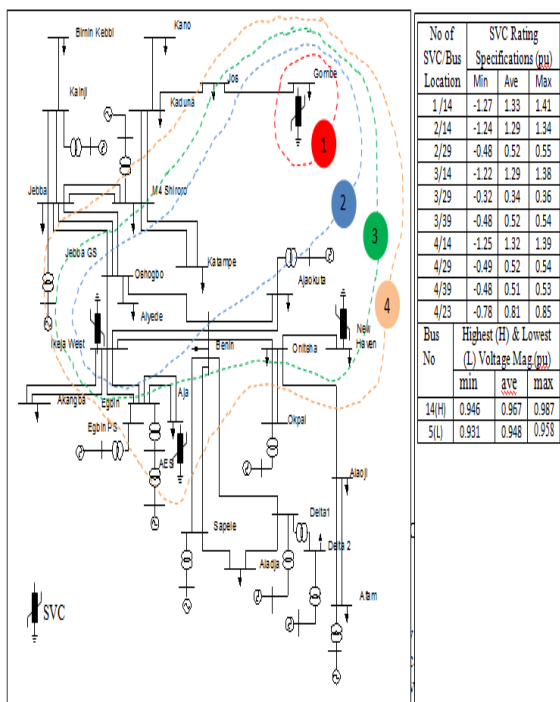 Birnin Kebbi
Kano
Jos
Gombe
Kainji
Kaduna
1
Jebba
M4 Shiroro
2
3
Jebba GS
Katampe
Oshogbo
Ajaokuta
4
Aiyede
Ikeja West
Benin
Onitsha
New
Haven
Akangba
Egbin
Aja
Egbin PS
Okpai
AES
Alaoji
Sapele
Delta1
Delta 2
Aladja
Afam
SVC
No of SVC Rating
SVC/Bus Specifications (pu)
Location Min Ave Max
1/14 -1.27 1.33 1.41
2/14 -1.24 1.29 1.34
2/29 -0.48 0.52 0.55
3/14 -1.22 1.29 1.38
3/29 -0.32 0.34 0.36
3/39 -0.48 0.52 0.54
4/14 -1.25 1.32 1.39
4/29 -0.49 0.52 0.54
4/39 -0.48 0.51 0.53
4/23 -0.78 0.81 0.85
Bus Highest (H) & Lowest
No (L) Voltage Mag (pu)
min ave max
14(H) 0.946 0.967 0.987
5(L) 0.931 0.948 0.958